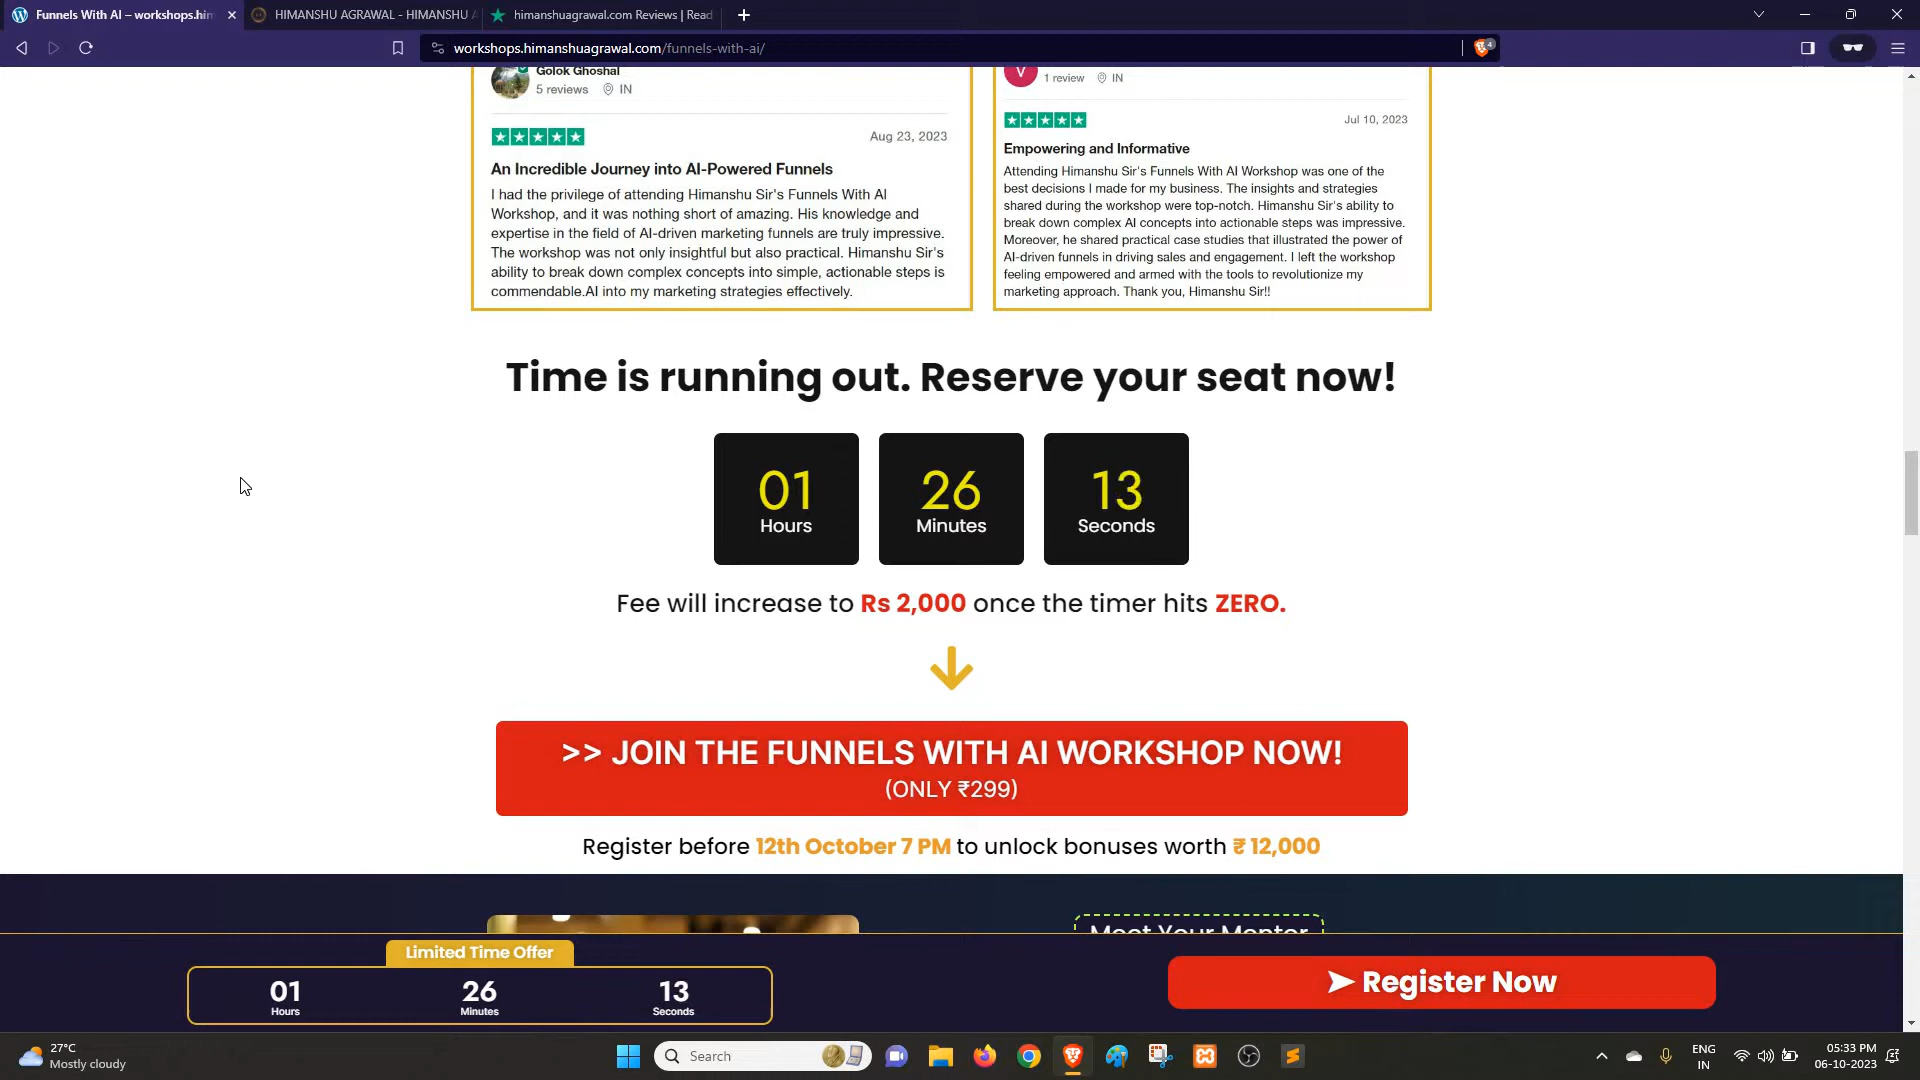 Funnels With AI – workshops.him
HIMANSHU AGRAWAL - HIMANSHU A
himanshuagrawal.com Reviews | Read
workshops.himanshuagrawal.com/funnels-with-ai/
4
Golok Ghoshal
5 reviews IN
Aug 23, 2023
An Incredible Journey into AI-Powered Funnels
I had the privilege of attending Himanshu Sir's Funnels With AI
Workshop, and it was nothing short of amazing. His knowledge and
expertise in the field of AI-driven marketing funnels are truly impressive.
The workshop was not only insightful but also practical. Himanshu Sir's
ability to break down complex concepts into simple, actionable steps is
commendable.AI into my marketing strategies effectively.
V
1 review IN
Jul 10, 2023
Empowering and Informative
Attending Himanshu Sir's Funnels With AI Workshop was one of the
best decisions I made for my business. The insights and strategies
shared during the workshop were top-notch. Himanshu Sir's ability to
break down complex AI concepts into actionable steps was impressive.
Moreover, he shared practical case studies that illustrated the power of
AI-driven funnels in driving sales and engagement. I left the workshop
feeling empowered and armed with the tools to revolutionize my
marketing approach. Thank you, Himanshu Sir!!
Time is running out. Reserve your seat now!
01 26 13
Hours Minutes Seconds
Fee will increase to Rs 2,000 once the timer hits ZERO.
>> JOIN THE FUNNELS WITH AI WORKSHOP NOW!
(ONLY ₹299)
Register before 12th October 7 PM to unlock bonuses worth ₹ 12,000
Meet Your Mentor
Limited Time Offer
01 26 13
Hours Minutes Seconds
➤ Register Now
27°C
Mostly cloudy
Search
ENG
IN
05:33 PM
06-10-2023